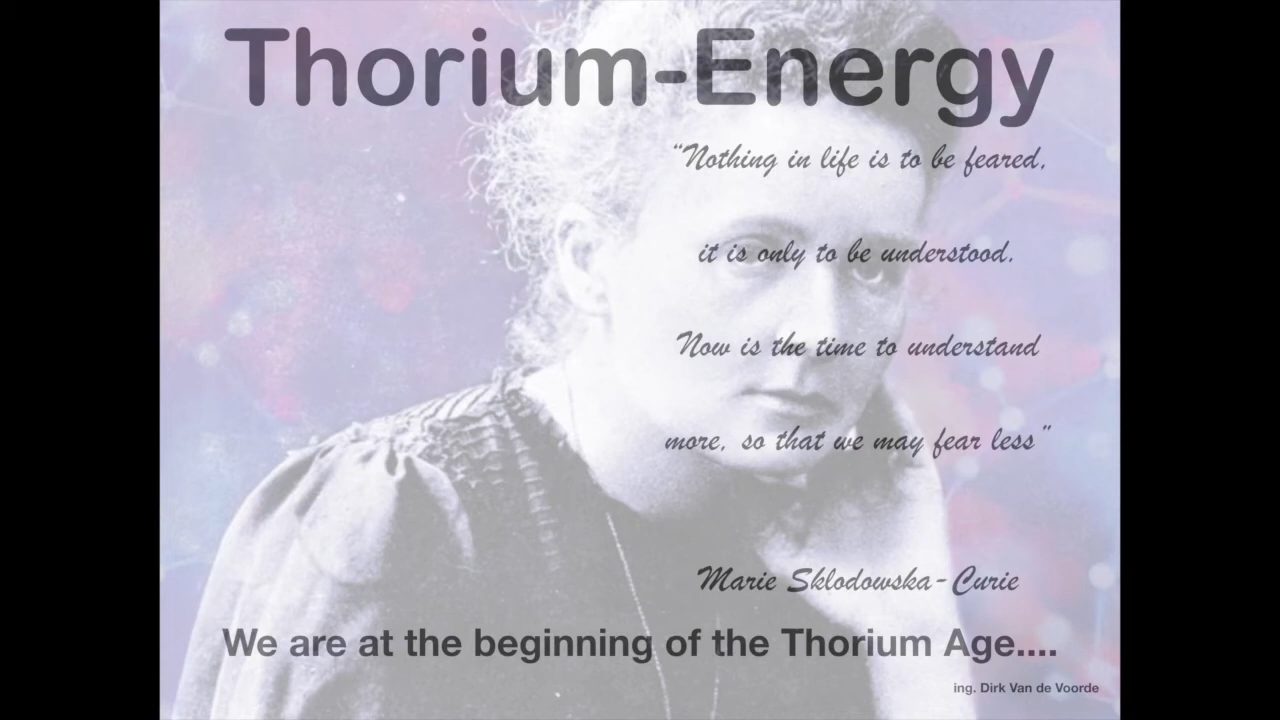 Thorium-Energy
“Nothing in life is to be feared,
it is only to be understood.
Now is the time to understand
more, so that we may fear less”
Marie Sklodowska-Curie
We are at the beginning of the Thorium Age....
ing. Dirk Van de Voorde